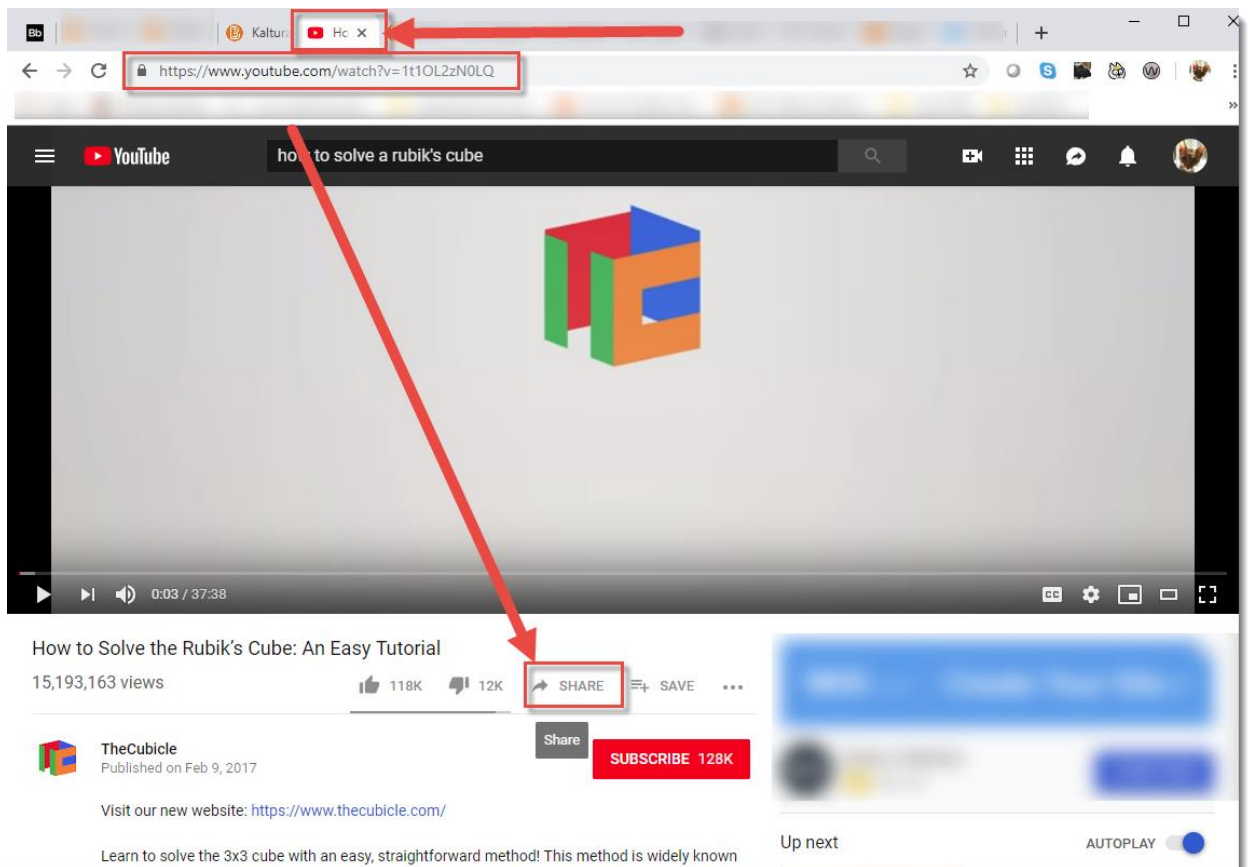 Bb Kaltur Hc
https://www.youtube.com/watch?v=1t1OL2zN0LQ
YouTube how to solve a rubik's cube
0:03 / 37:38
CC
How to Solve the Rubik's Cube: An Easy Tutorial
15,193,163 views 118K 12K SHARE SAVE
Share
TheCubicle
SUBSCRIBE 128K
Published on Feb 9, 2017
Visit our new website: https://www.thecubicle.com/
Up next AUTOPLAY
Learn to solve the 3x3 cube with an easy, straightforward method! This method is widely known